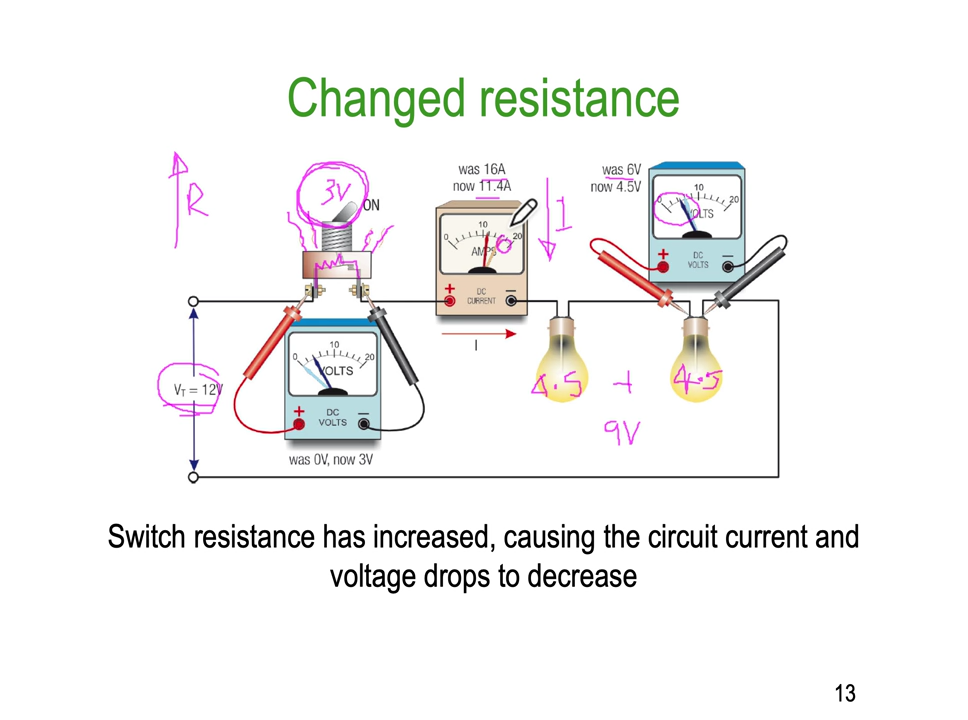 Changed resistance
R
3V
ON
was 16A
now 11.4A
0
10
20
AMPS
+
−
DC
CURRENT
I
I
was 6V
now 4.5V
0
10
20
VOLTS
+
−
DC
VOLTS
VT = 12V
0
10
20
VOLTS
+
−
DC
VOLTS
was 0V, now 3V
4.5 + 4.5
9V
Switch resistance has increased, causing the circuit current and
voltage drops to decrease
13